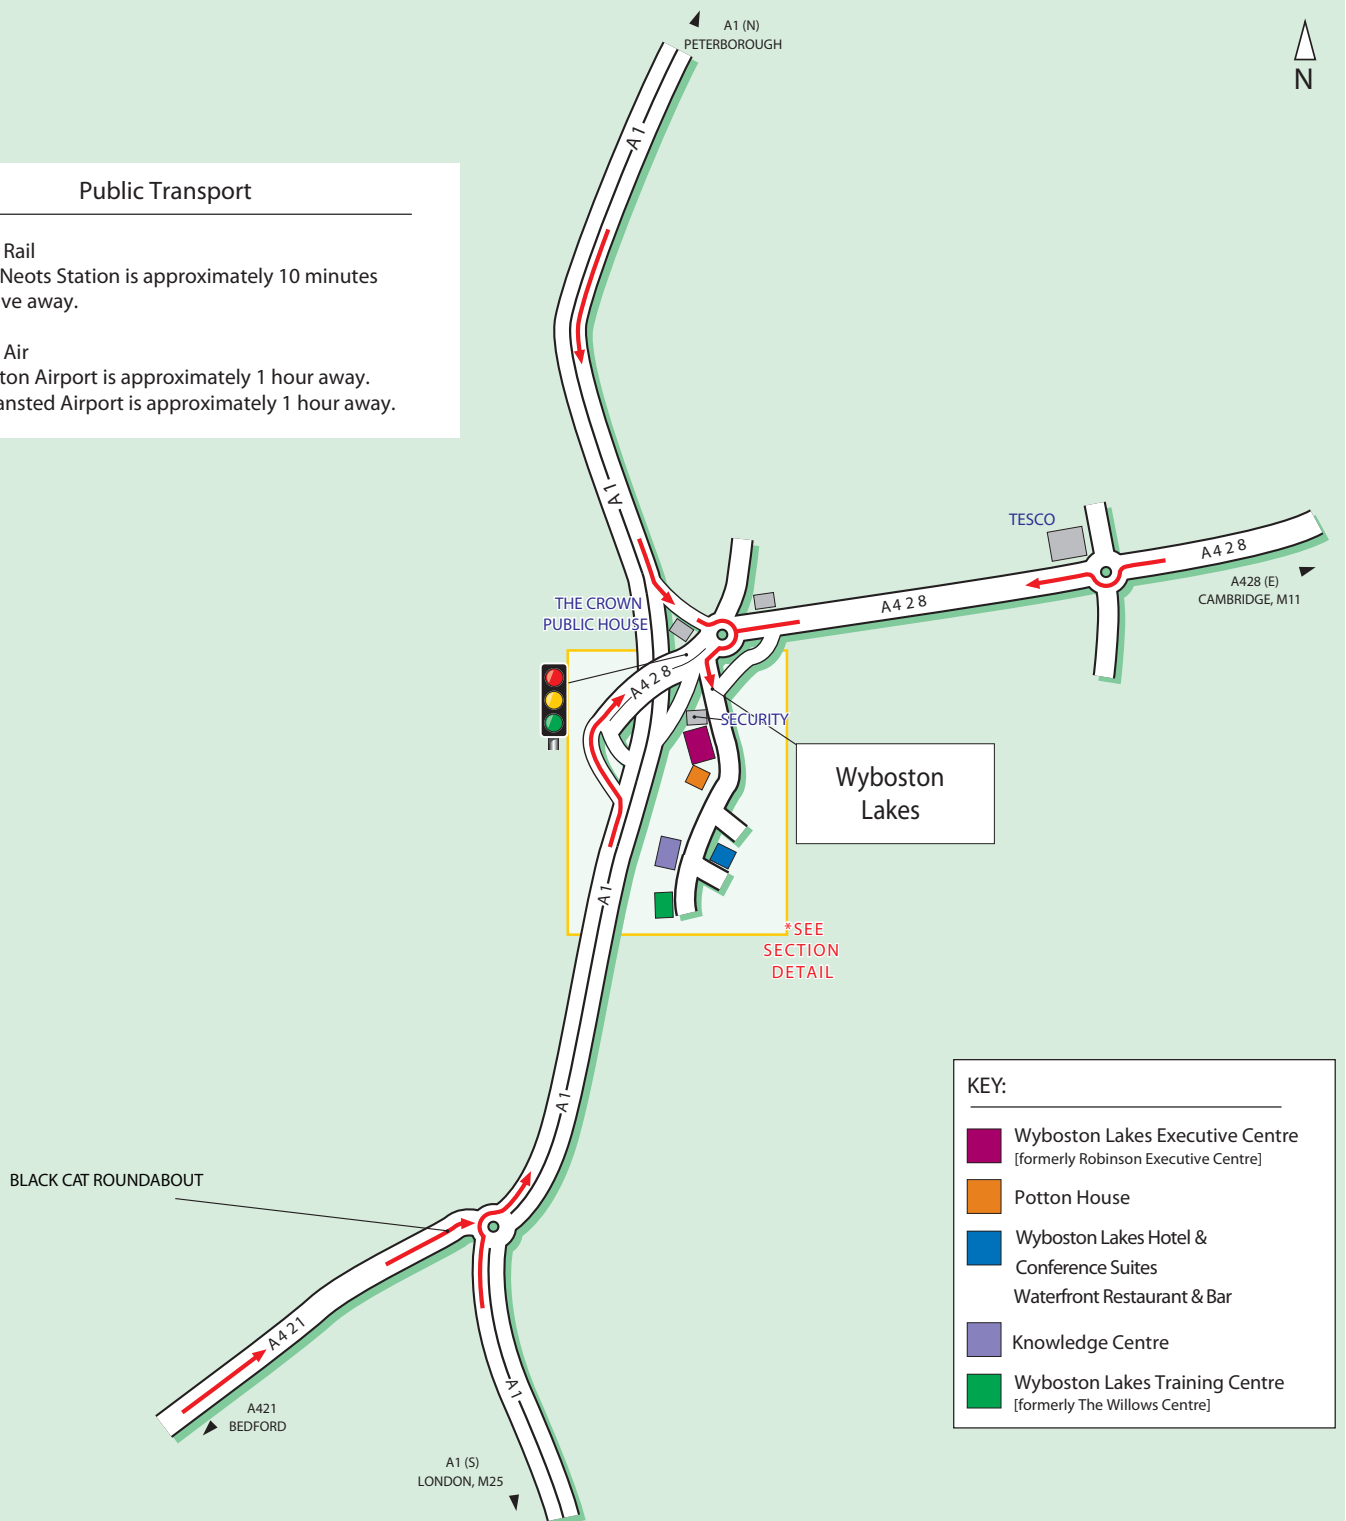 A1 (N)
PETERBOROUGH
N
A1
Public Transport
Rail
Neots Station is approximately 10 minutes
ve away.
Air
ton Airport is approximately 1 hour away.
ansted Airport is approximately 1 hour away.
A1
TESCO
A428
A428 (E)
CAMBRIDGE, M11
A428
THE CROWN
PUBLIC HOUSE
A428
SECURITY
Wyboston
Lakes
A1
*SEE
SECTION
DETAIL
A1
BLACK CAT ROUNDABOUT
A421
A421
BEDFORD
A1
A1 (S)
LONDON, M25
KEY:
Wyboston Lakes Executive Centre
[formerly Robinson Executive Centre]
Potton House
Wyboston Lakes Hotel &
Conference Suites
Waterfront Restaurant & Bar
Knowledge Centre
Wyboston Lakes Training Centre
[formerly The Willows Centre]